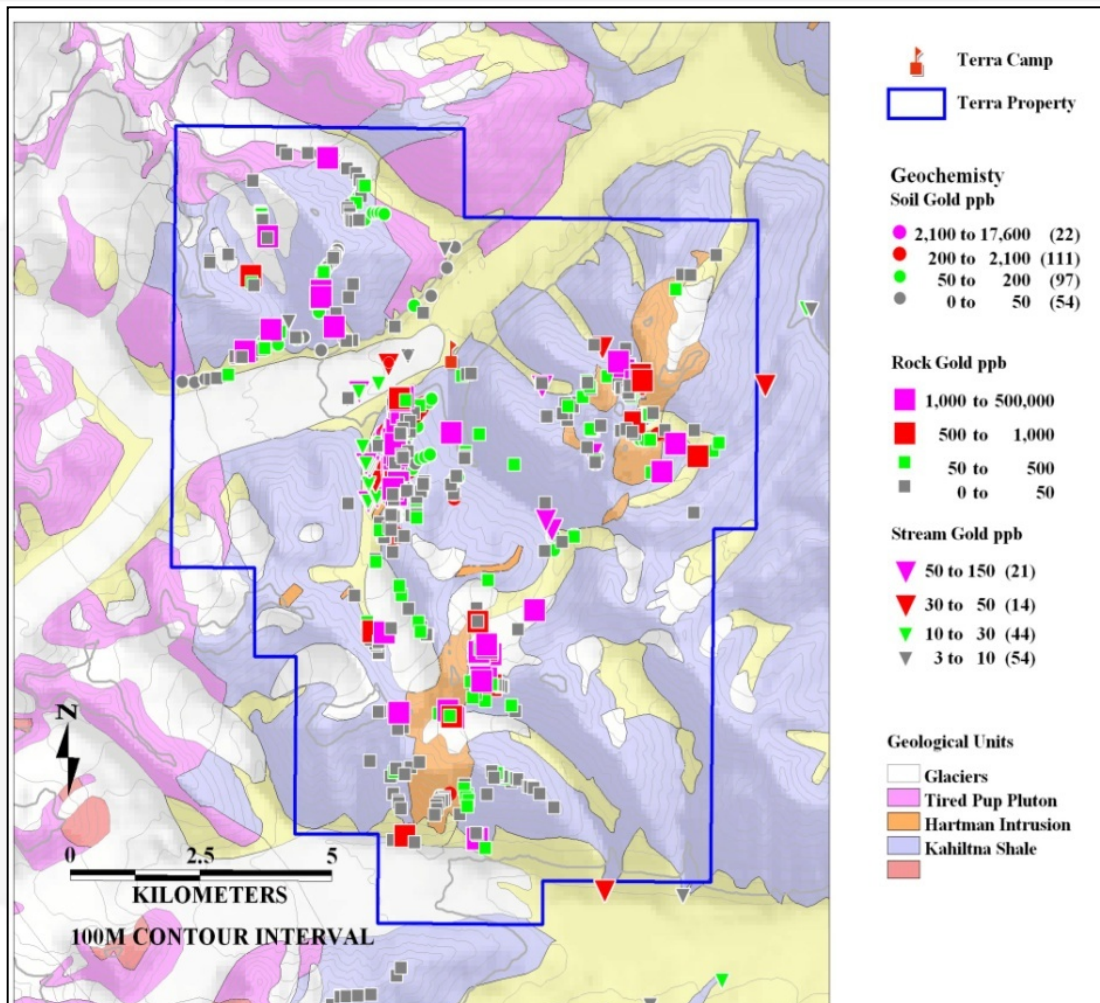 Terra Camp
Terra Property
Geochemisty
Soil Gold ppb
2,100 to 17,600 (22)
200 to 2,100 (111)
50 to 200 (97)
0 to 50 (54)
Rock Gold ppb
1,000 to 500,000
500 to 1,000
50 to 500
0 to 50
Stream Gold ppb
50 to 150 (21)
30 to 50 (14)
10 to 30 (44)
3 to 10 (54)
Geological Units
Glaciers
Tired Pup Pluton
Hartman Intrusion
Kahiltna Shale
N
0 2.5 5
KILOMETERS
100M CONTOUR INTERVAL